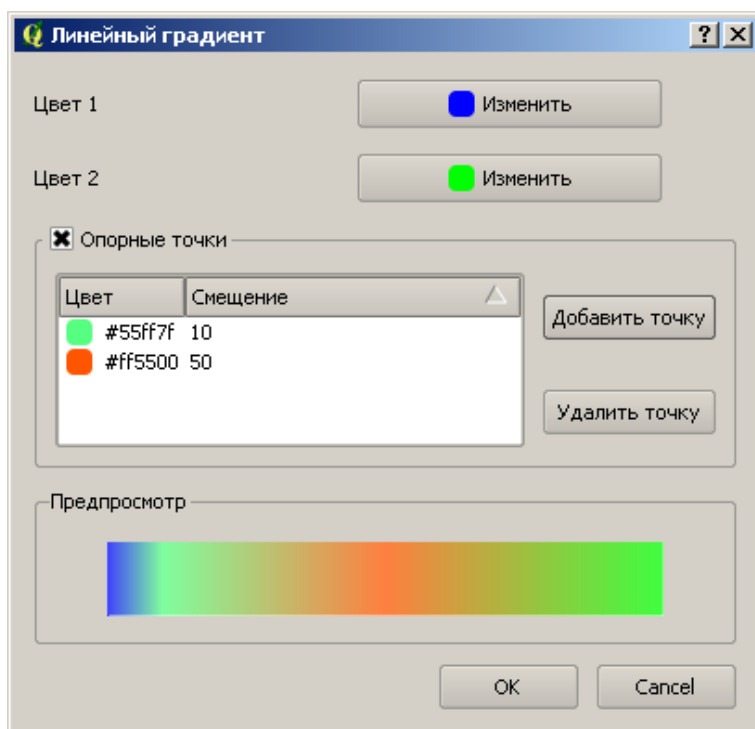 Линейный градиент
Цвет 1
Изменить
Цвет 2
Изменить
Опорные точки
Цвет Смещение
#55ff7f 10
#ff5500 50
Добавить точку
Удалить точку
Предпросмотр
OK
Cancel